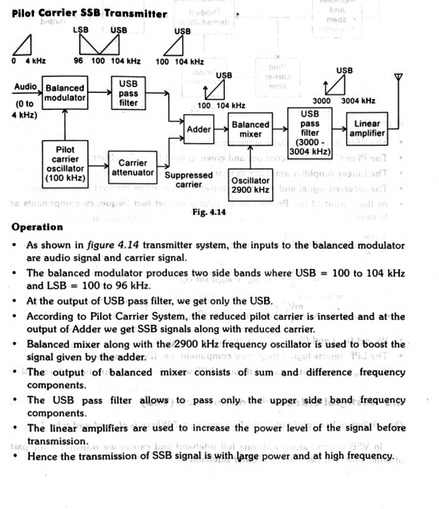 Pilot Carrier SSB Transmitter
LSB USB USB
0 4 kHz 96 100 104 kHz 100 104 kHz
USB
100 104 kHz
USB
3000 3004 kHz
Audio
(0 to
4 kHz)
Balanced
modulator
USB
pass
filter
Adder
Balanced
mixer
USB
pass
filter
(3000 -
3004 kHz)
Linear
amplifier
Pilot
carrier
oscillator
(100 kHz)
Carrier
attenuator
Suppressed
carrier
Oscillator
2900 kHz
Fig. 4.14
Operation
• As shown in figure 4.14 transmitter system, the inputs to the balanced modulator
are audio signal and carrier signal.
• The balanced modulator produces two side bands where USB = 100 to 104 kHz
and LSB = 100 to 96 kHz.
• At the output of USB pass filter, we get only the USB.
• According to Pilot Carrier System, the reduced pilot carrier is inserted and at the
output of Adder we get SSB signals along with reduced carrier.
• Balanced mixer along with the 2900 kHz frequency oscillator is used to boost the
signal given by the adder.
• The output of balanced mixer consists of sum and difference frequency
components.
• The USB pass filter allows to pass only the upper side band frequency
components.
• The linear amplifiers are used to increase the power level of the signal before
transmission.
• Hence the transmission of SSB signal is with large power and at high frequency.